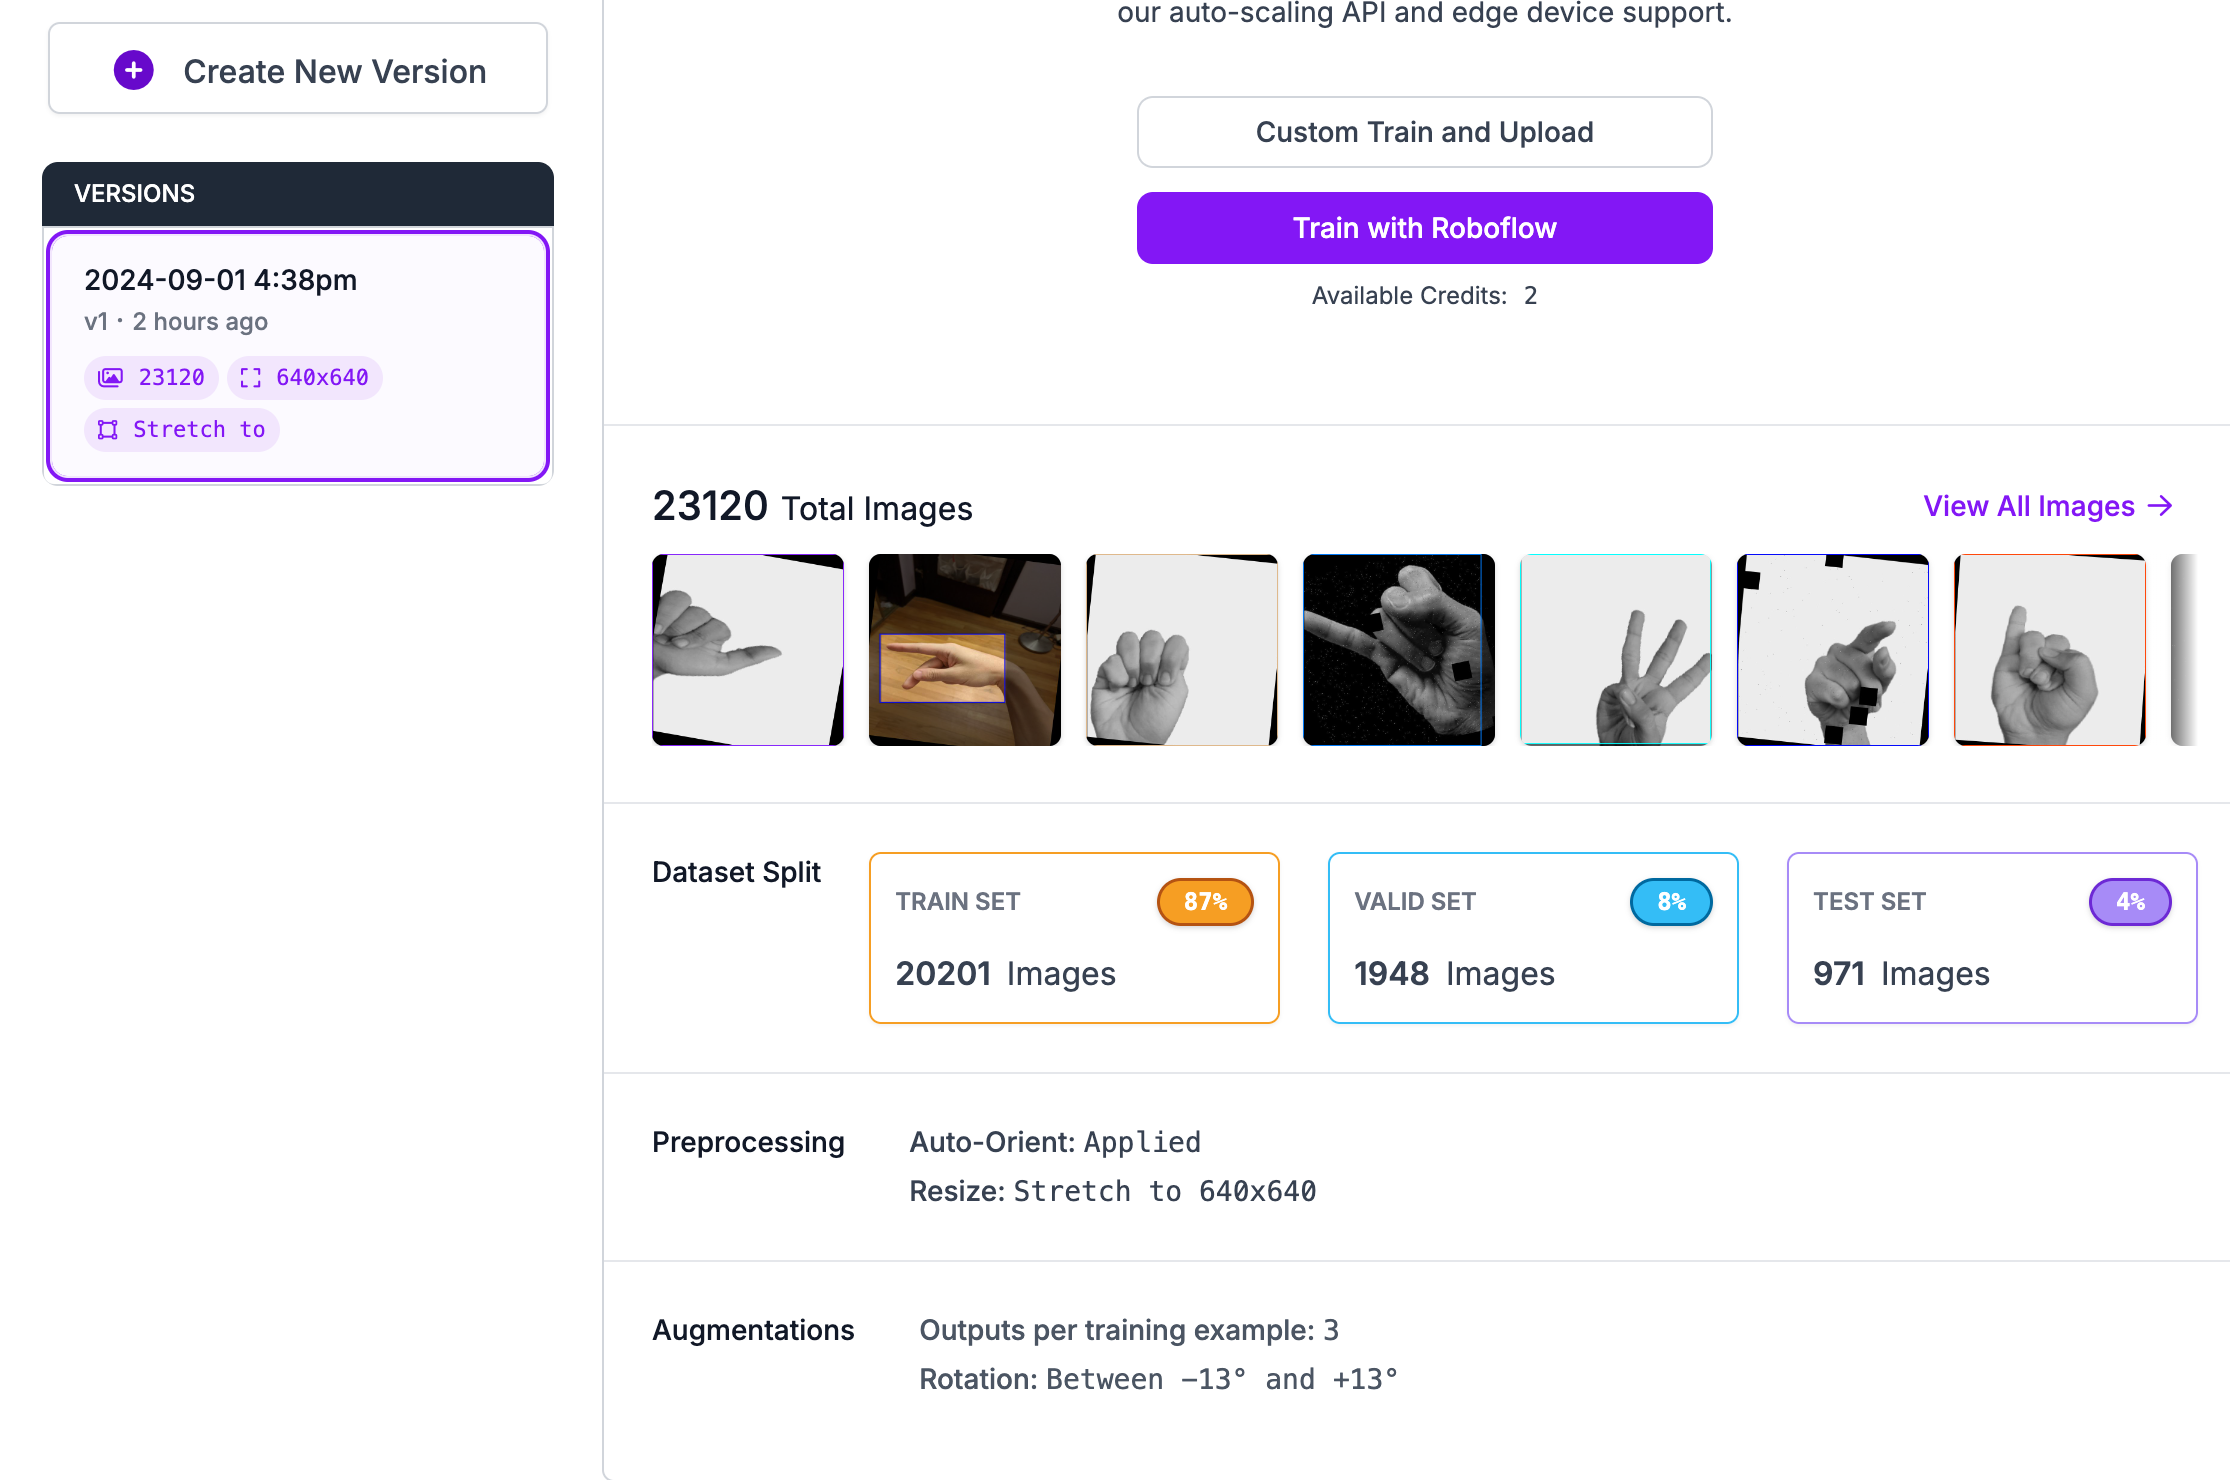 our auto-scaling API and edge device support.
Create New Version
Custom Train and Upload
VERSIONS
Train with Roboflow
2024-09-01 4:38pm
Available Credits: 2
v1 · 2 hours ago
23120 640x640
Stretch to
23120 Total Images
View All Images →
Dataset Split
TRAIN SET 87%
20201 Images
VALID SET 8%
1948 Images
TEST SET 4%
971 Images
Preprocessing
Auto-Orient: Applied
Resize: Stretch to 640x640
Augmentations
Outputs per training example: 3
Rotation: Between −13° and +13°